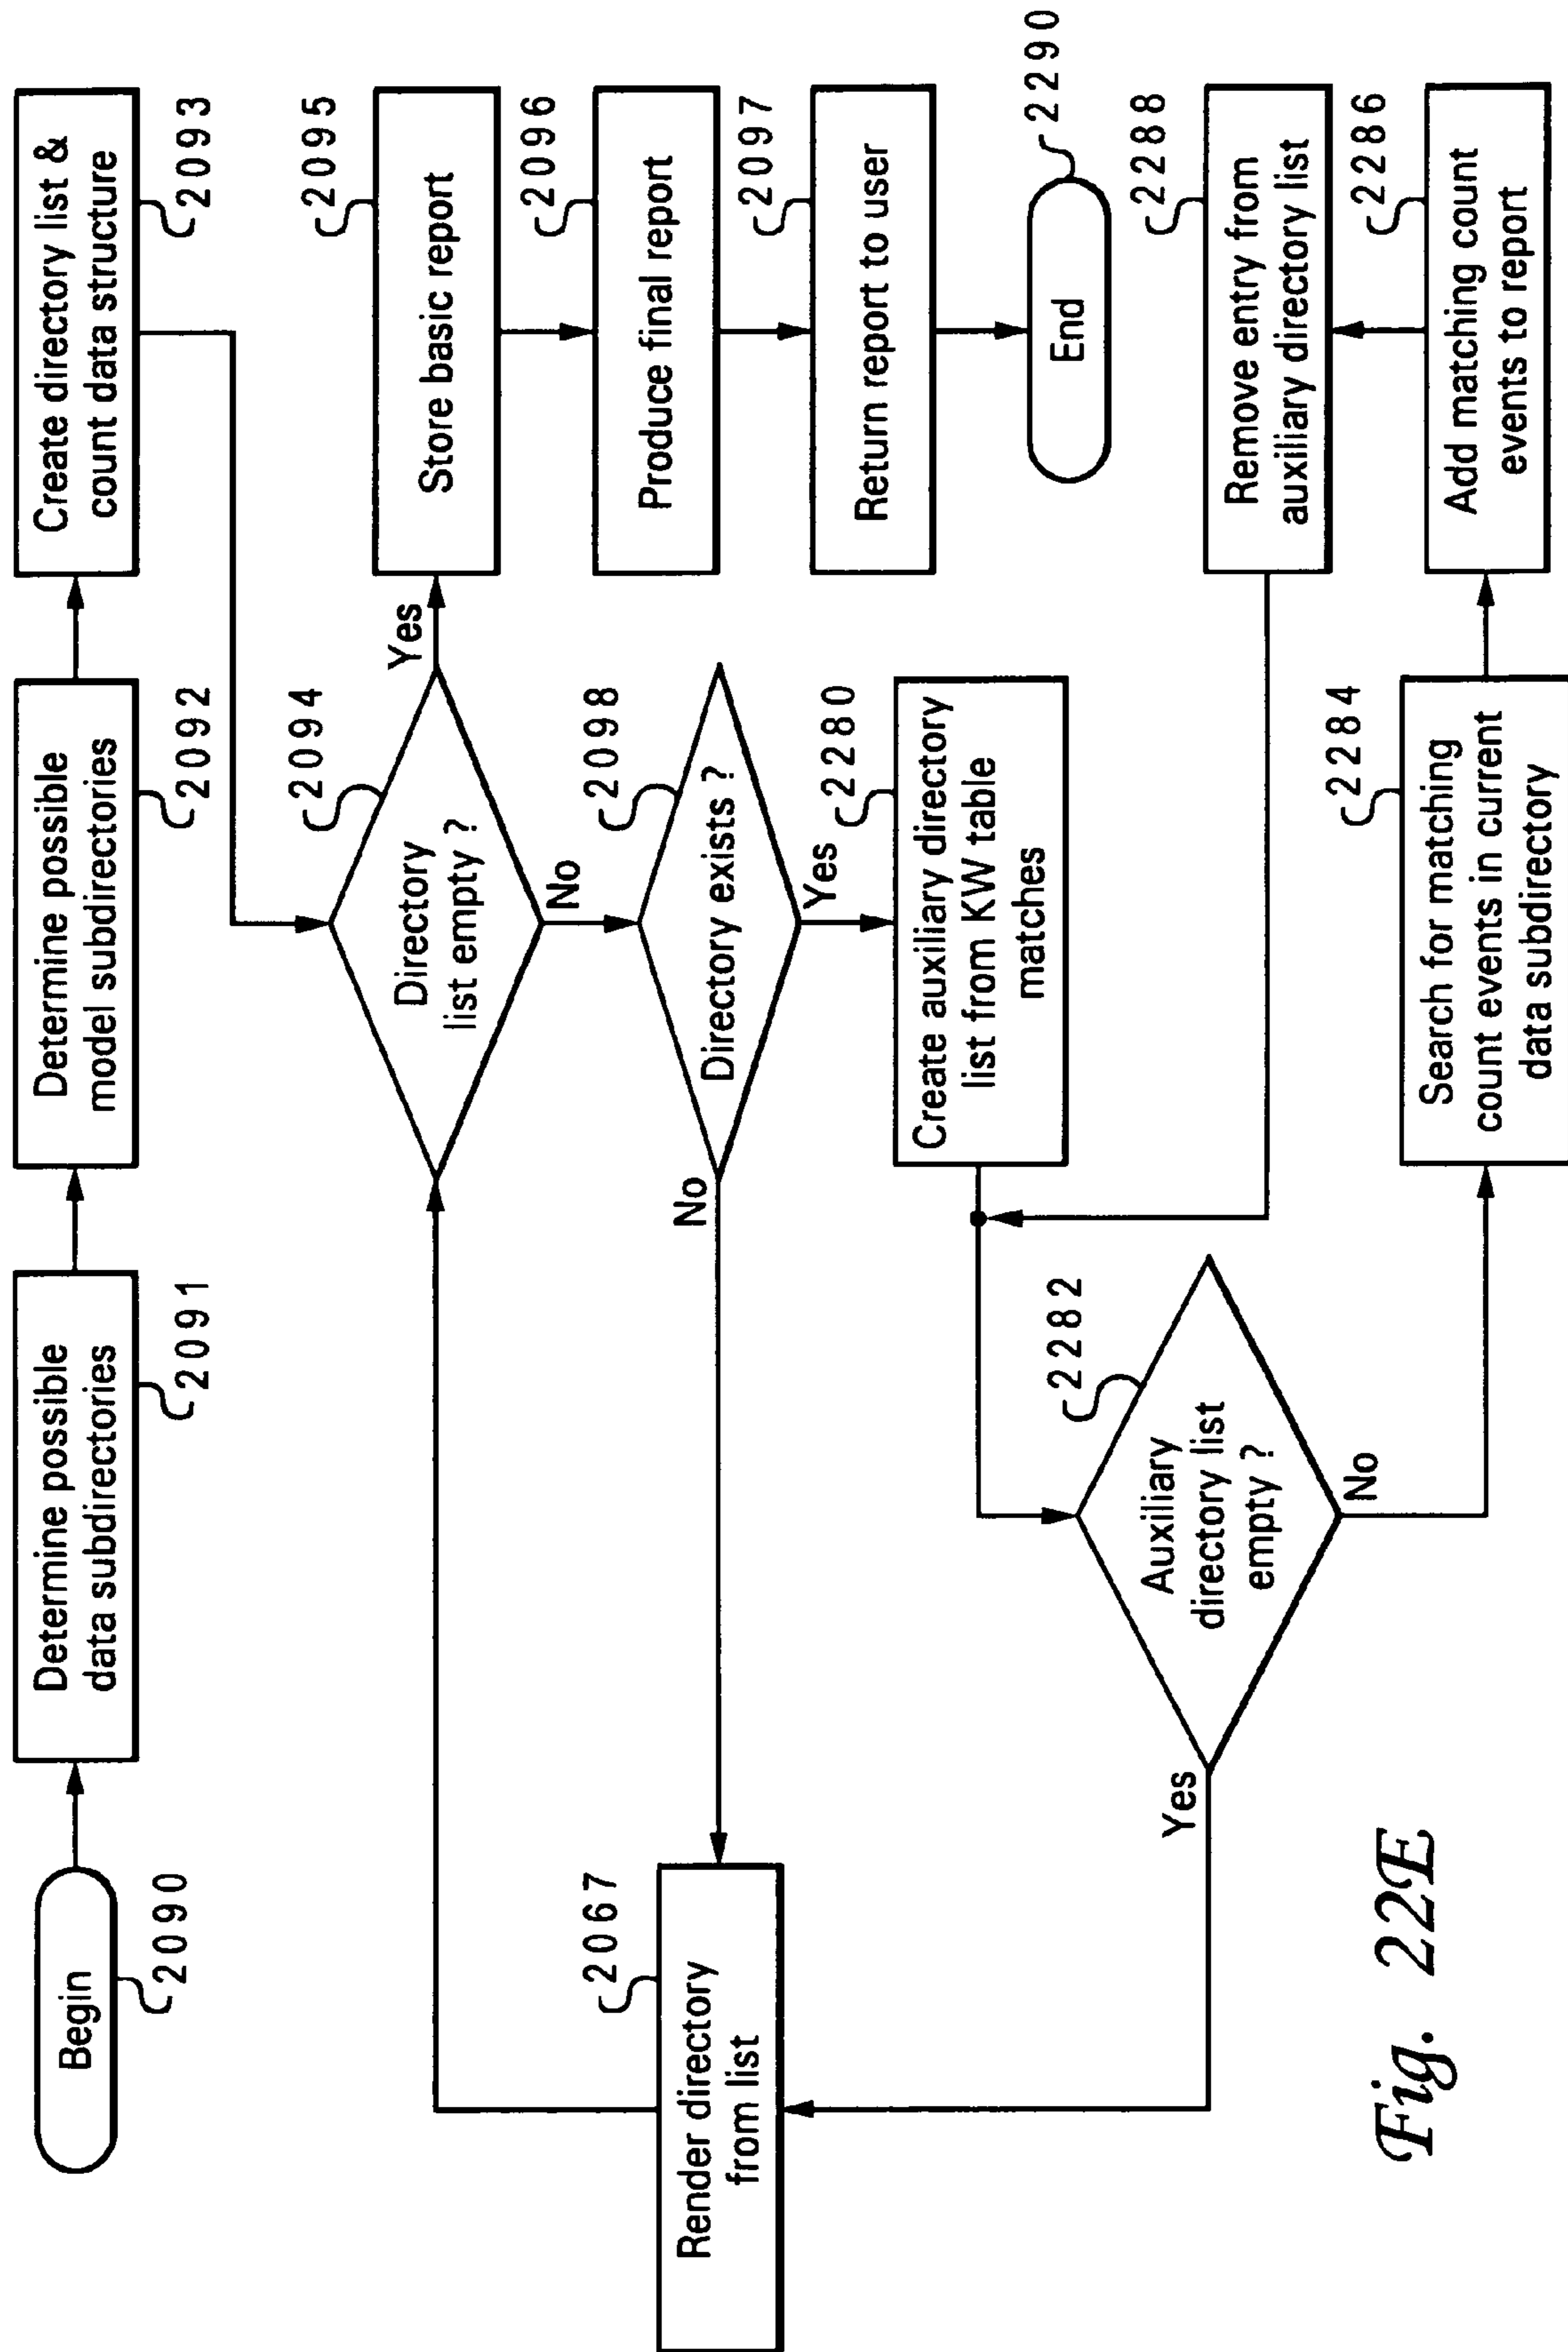 Begin
2090
Determine possible
data subdirectories
2091
Determine possible
model subdirectories
2092
Create directory list &
count data structure
2093
Directory
list empty ?
2094
Yes
No
Store basic report
2095
Produce final report
2096
Return report to user
2097
End
2290
Directory exists ?
2098
No
Yes
Render directory
from list
2067
Create auxiliary directory
list from KW table
matches
2280
Auxiliary
directory list
empty ?
2282
Yes
No
Search for matching
count events in current
data subdirectory
2284
Add matching count
events to report
2286
Remove entry from
auxiliary directory list
2288
Fig. 22E